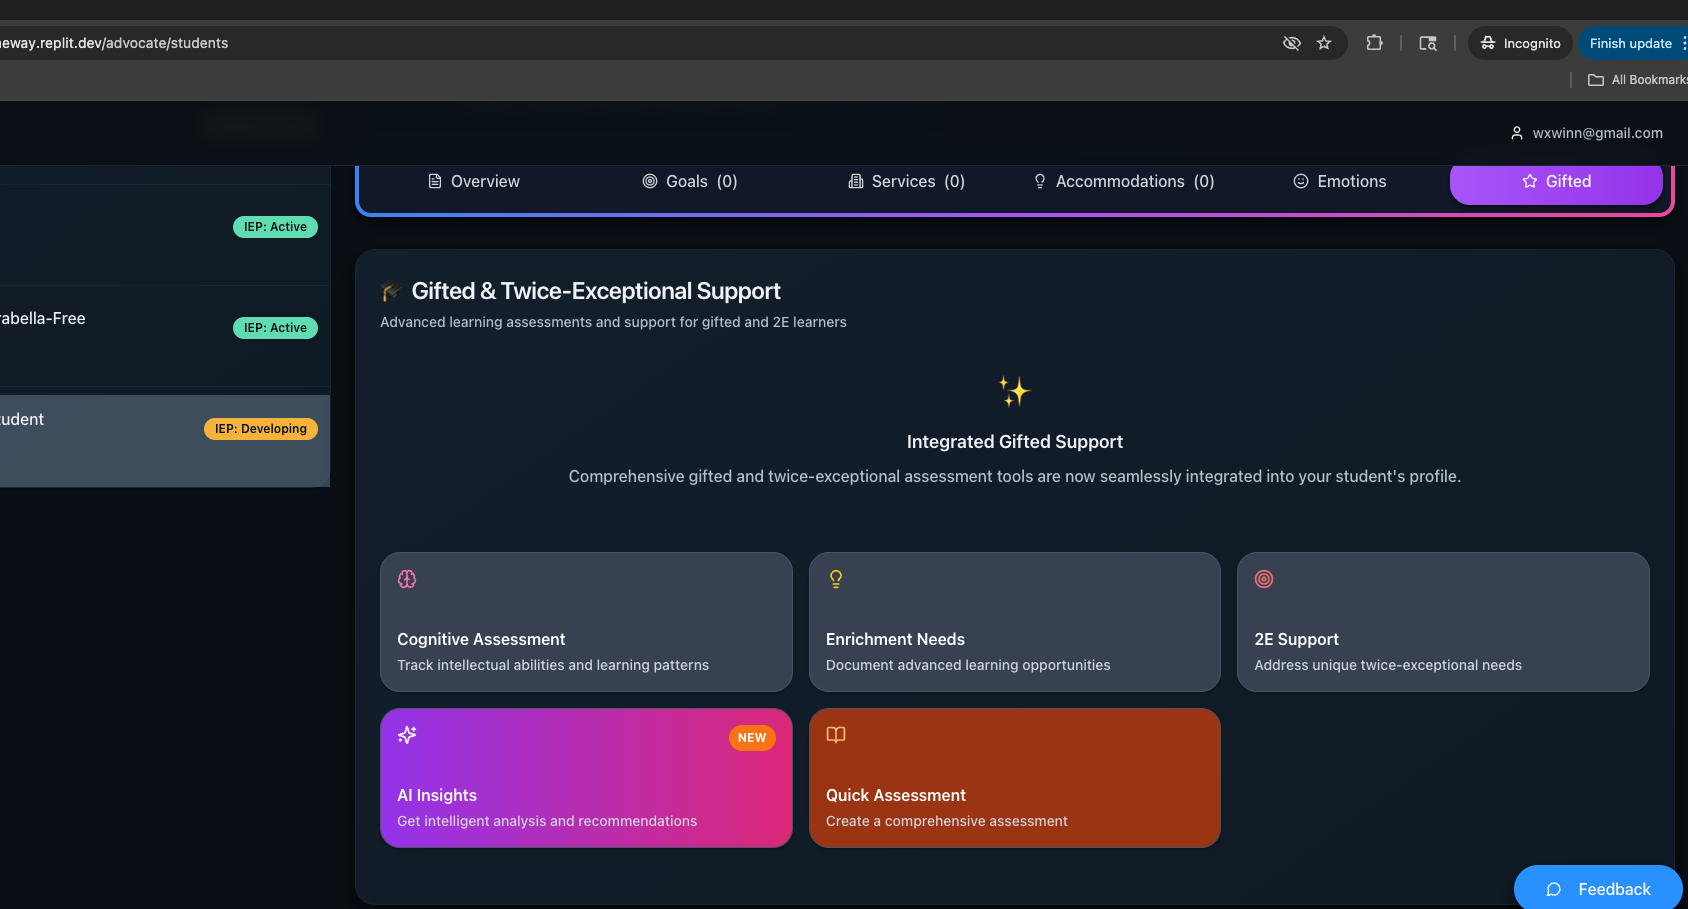 eway.replit.dev/advocate/students
Incognito
Finish update
All Bookmarks
wxwinn@gmail.com
Overview
Goals (0)
Services (0)
Accommodations (0)
Emotions
Gifted
IEP: Active
abella-Free
IEP: Active
udent
IEP: Developing
Gifted & Twice-Exceptional Support
Advanced learning assessments and support for gifted and 2E learners
Integrated Gifted Support
Comprehensive gifted and twice-exceptional assessment tools are now seamlessly integrated into your student's profile.
Cognitive Assessment
Track intellectual abilities and learning patterns
Enrichment Needs
Document advanced learning opportunities
2E Support
Address unique twice-exceptional needs
NEW
AI Insights
Get intelligent analysis and recommendations
Quick Assessment
Create a comprehensive assessment
Feedback